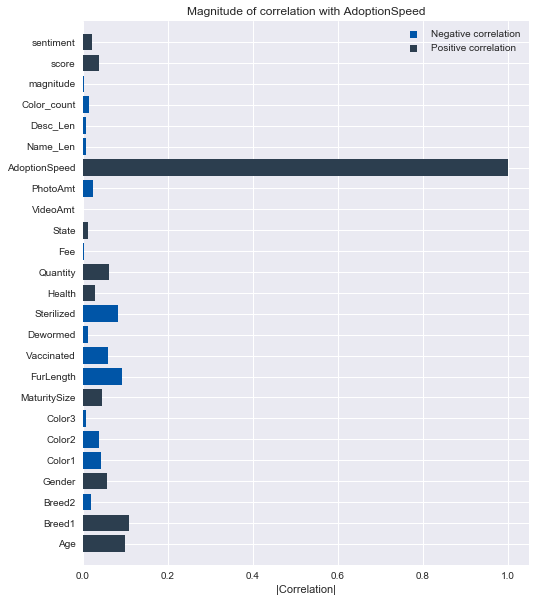 Magnitude of correlation with AdoptionSpeed
Negative correlation
Positive correlation
sentiment
score
magnitude
Color_count
Desc_Len
Name_Len
AdoptionSpeed
PhotoAmt
VideoAmt
State
Fee
Quantity
Health
Sterilized
Dewormed
Vaccinated
FurLength
MaturitySize
Color3
Color2
Color1
Gender
Breed2
Breed1
Age
0.0 0.2 0.4 0.6 0.8 1.0
|Correlation|